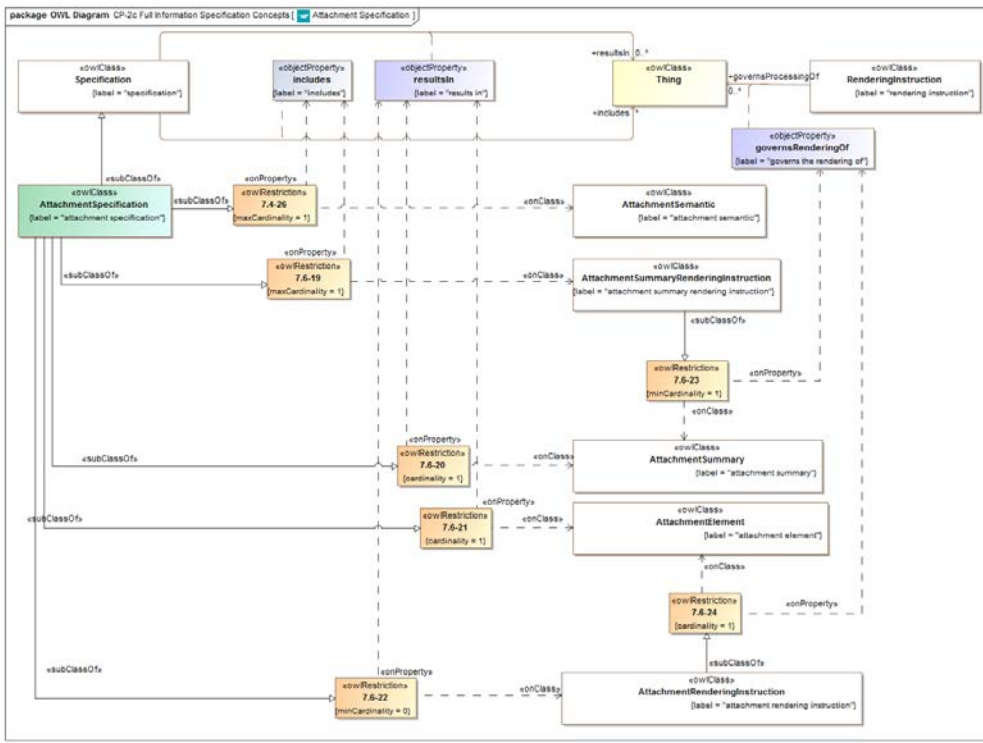 package OWL Diagram CP-2c Full Information Specification Concepts [ Attachment Specification ]
«owlClass»
Specification
{label = "specification"}
«objectProperty»
includes
{label = "includes"}
«objectProperty»
resultsIn
{label = "results in"}
+resultsIn 0..*
«owlClass»
Thing
+includes *
+governsProcessingOf
0..*
«owlClass»
RenderingInstruction
{label = "rendering instruction"}
«objectProperty»
governsRenderingOf
{label = "governs the rendering of"}
«subClassOf»
«owlClass»
AttachmentSpecification
{label = "attachment specification"}
«subClassOf»
«onProperty»
«owlRestriction»
7.4-26
{maxCardinality = 1}
«onClass»
«owlClass»
AttachmentSemantic
{label = "attachment semantic"}
«subClassOf»
«onProperty»
«owlRestriction»
7.6-19
{maxCardinality = 1}
«onClass»
«owlClass»
AttachmentSummaryRenderingInstruction
{label = "attachment summary rendering instruction"}
«subClassOf»
«owlRestriction»
7.6-23
{minCardinality = 1}
«onProperty»
«onClass»
«subClassOf»
«onProperty»
«owlRestriction»
7.6-20
{cardinality = 1}
«onClass»
«owlClass»
AttachmentSummary
{label = "attachment summary"}
«subClassOf»
«onProperty»
«owlRestriction»
7.6-21
{cardinality = 1}
«onClass»
«owlClass»
AttachmentElement
{label = "attachment element"}
«onClass»
«owlRestriction»
7.6-24
{cardinality = 1}
«onProperty»
«subClassOf»
«subClassOf»
«onProperty»
«owlRestriction»
7.6-22
{minCardinality = 0}
«onClass»
«owlClass»
AttachmentRenderingInstruction
{label = "attachment rendering instruction"}